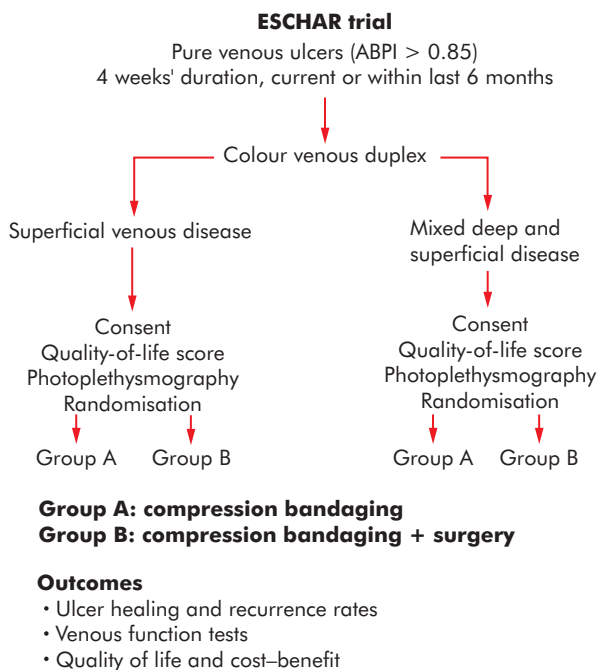 ESCHAR trial
Pure venous ulcers (ABPI > 0.85)
4 weeks' duration, current or within last 6 months
Colour venous duplex
Superficial venous disease
Mixed deep and
superficial disease
Consent
Quality-of-life score
Photoplethysmography
Randomisation
Consent
Quality-of-life score
Photoplethysmography
Randomisation
Group A
Group B
Group A
Group B
Group A: compression bandaging
Group B: compression bandaging + surgery
Outcomes
• Ulcer healing and recurrence rates
• Venous function tests
• Quality of life and cost–benefit